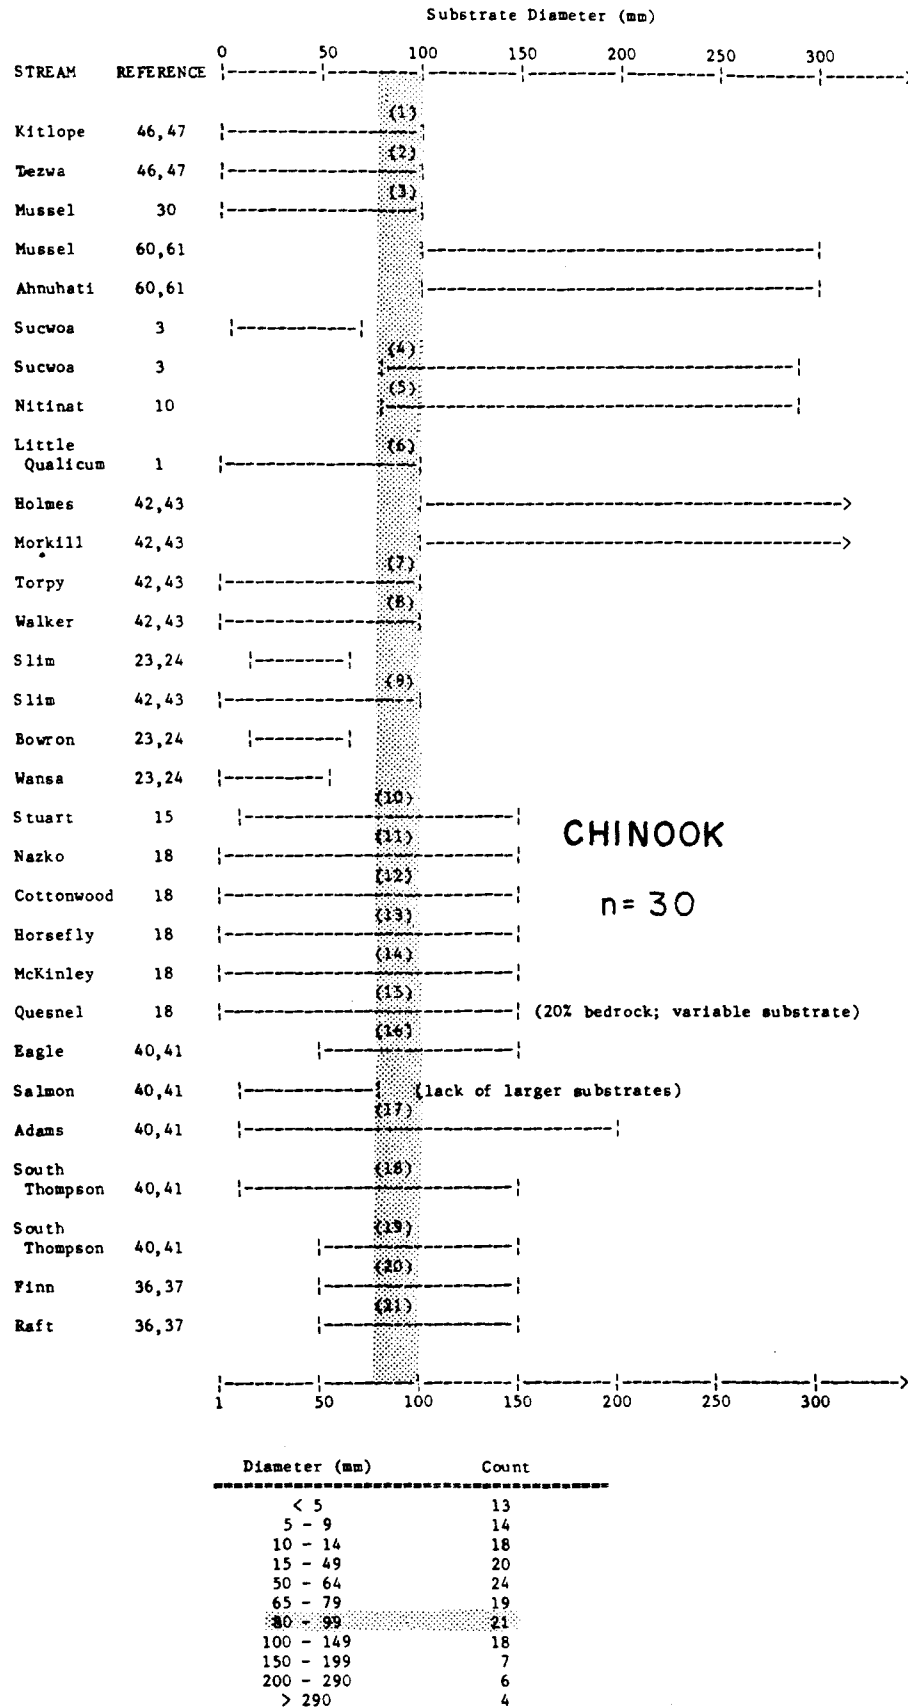 Substrate Diameter (mm)
0 50 100 150 200 250 300
STREAM REFERENCE
(1)
Kitlope 46,47
(2)
Dezwa 46,47
(3)
Mussel 30
Mussel 60,61
Ahnuhati 60,61
Sucwoa 3
(4)
Sucwoa 3
(5)
Nitinat 10
Little
(6)
Qualicum 1
Holmes 42,43
Morkill 42,43
(7)
Torpy 42,43
(8)
Walker 42,43
Slim 23,24
(9)
Slim 42,43
Bowron 23,24
Wansa 23,24
(10)
Stuart 15
CHINOOK
(11)
Nazko 18
(12)
Cottonwood 18
n= 30
(13)
Horsefly 18
(14)
McKinley 18
(15)
Quesnel 18 (20% bedrock; variable substrate)
(16)
Eagle 40,41
Salmon 40,41 (lack of larger substrates)
(17)
Adams 40,41
South (18)
Thompson 40,41
South (19)
Thompson 40,41
(20)
Finn 36,37
(21)
Raft 36,37
1 50 100 150 200 250 300
Diameter (mm) Count
< 5 13
5 - 9 14
10 - 14 18
15 - 49 20
50 - 64 24
65 - 79 19
80 - 99 21
100 - 149 18
150 - 199 7
200 - 290 6
> 290 4